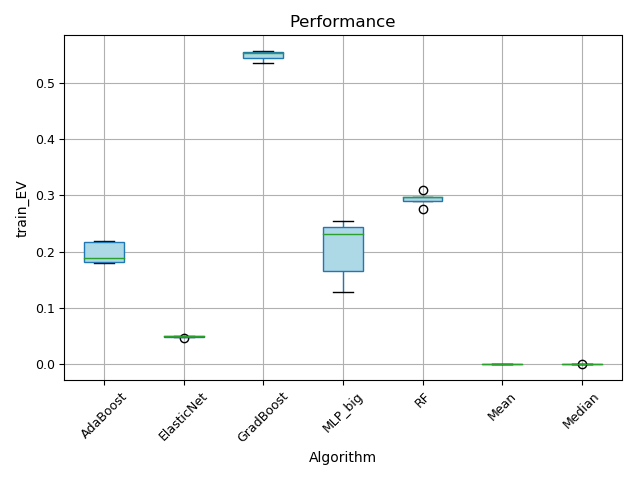 Performance
train_EV
0.5
0.4
0.3
0.2
0.1
0.0
AdaBoost
ElasticNet
GradBoost
MLP_big
RF
Mean
Median
Algorithm